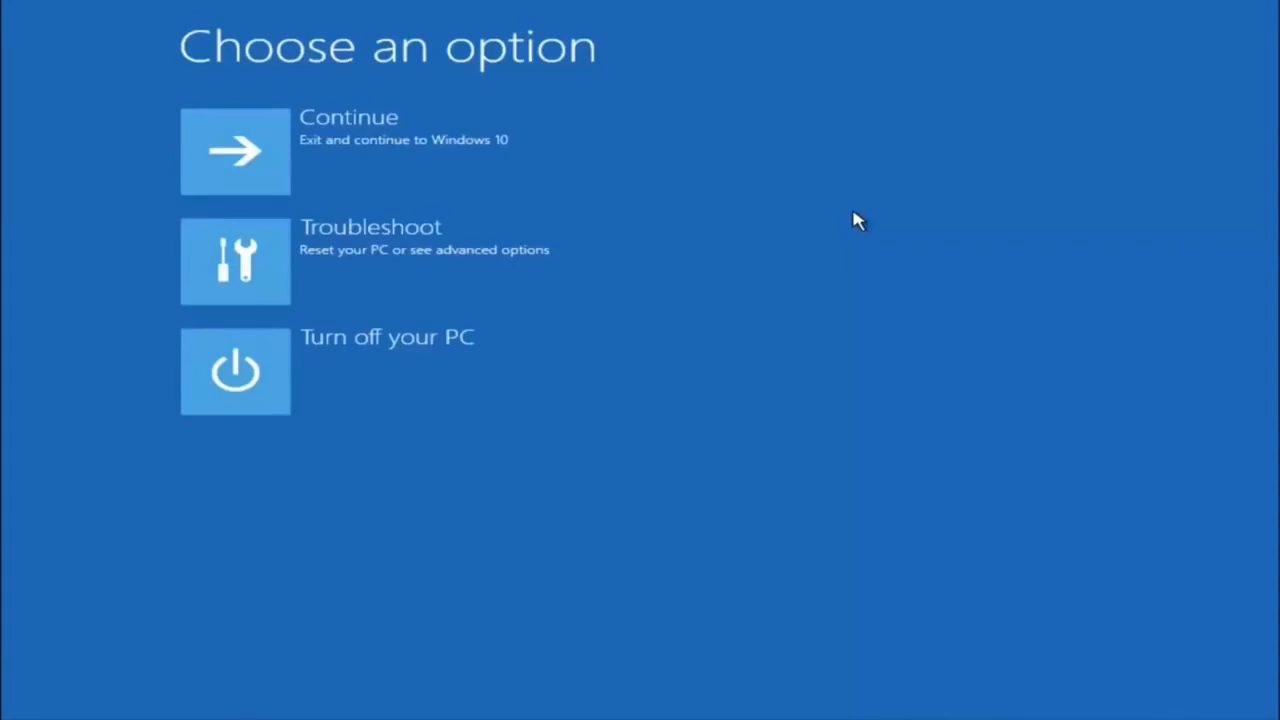 Choose an option
Continue
Exit and continue to Windows 10
Troubleshoot
Reset your PC or see advanced options
Turn off your PC